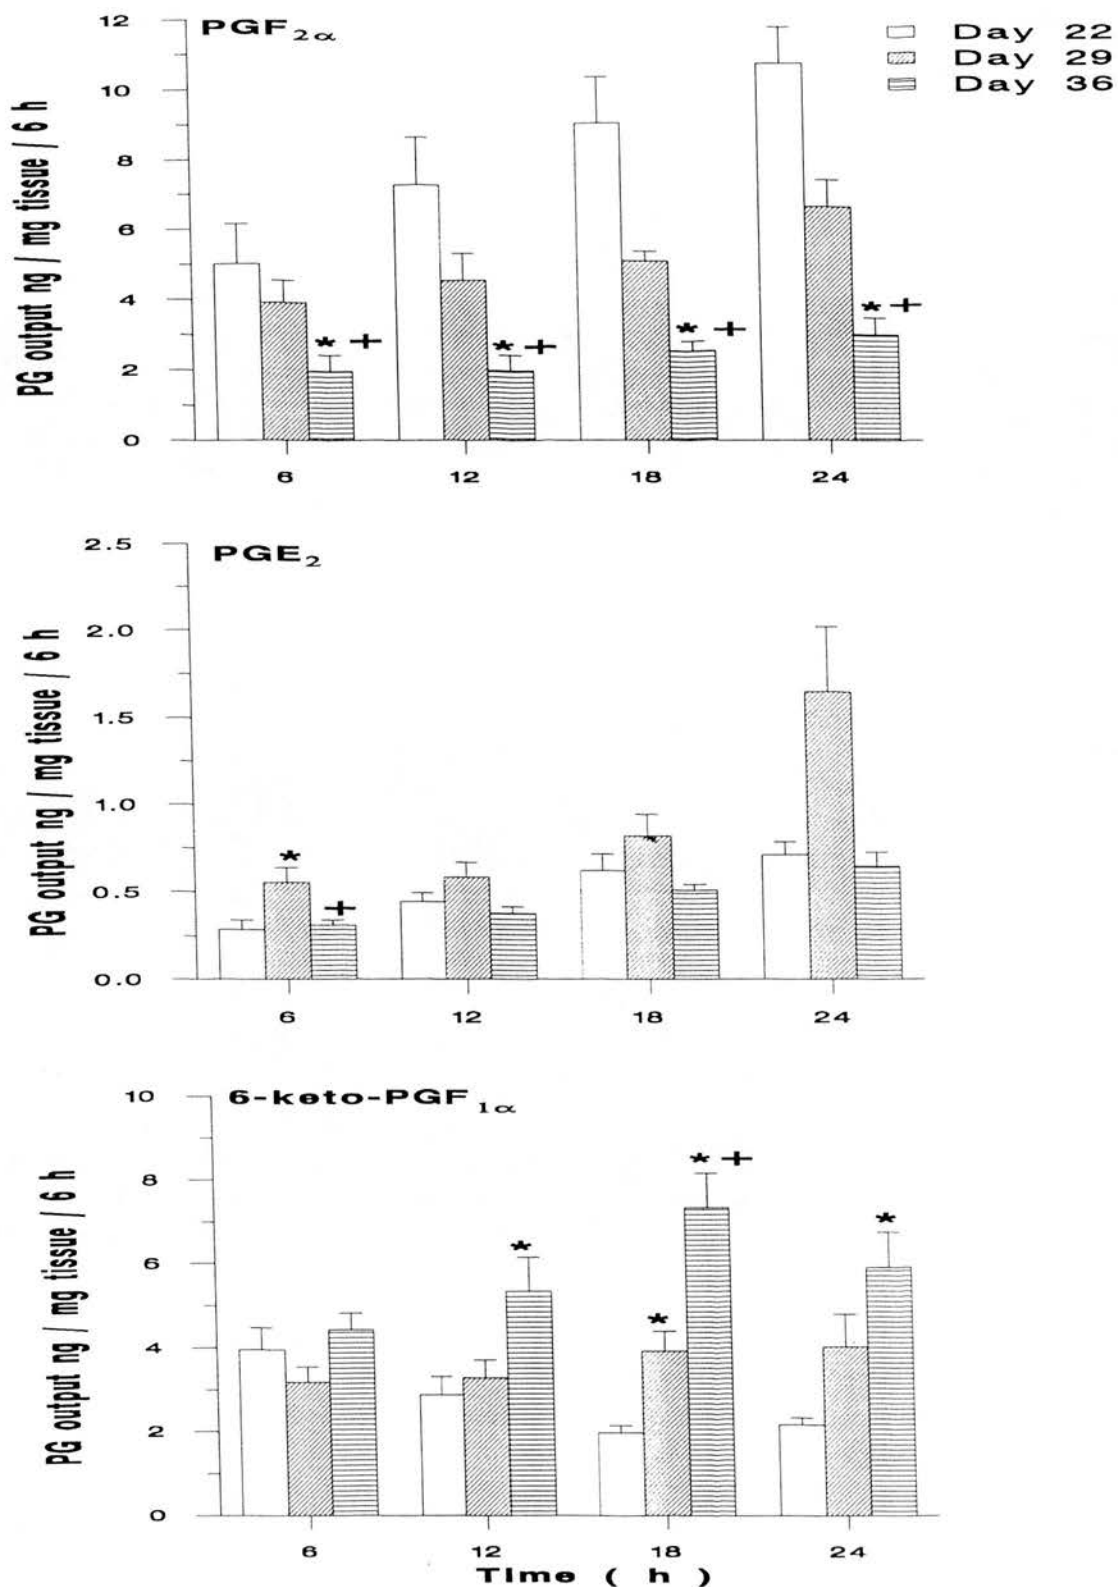 PGF2α
Day 22
Day 29
Day 36
PG output ng / mg tissue / 6 h
12
10
8
6
4
2
0
6 12 18 24
PGE2
PG output ng / mg tissue / 6 h
2.5
2.0
1.5
1.0
0.5
0.0
6 12 18 24
6-keto-PGF1α
PG output ng / mg tissue / 6 h
10
8
6
4
2
0
6 12 18 24
Time ( h )
* +
* +
* +
* +
*
+
*
*
* +
*